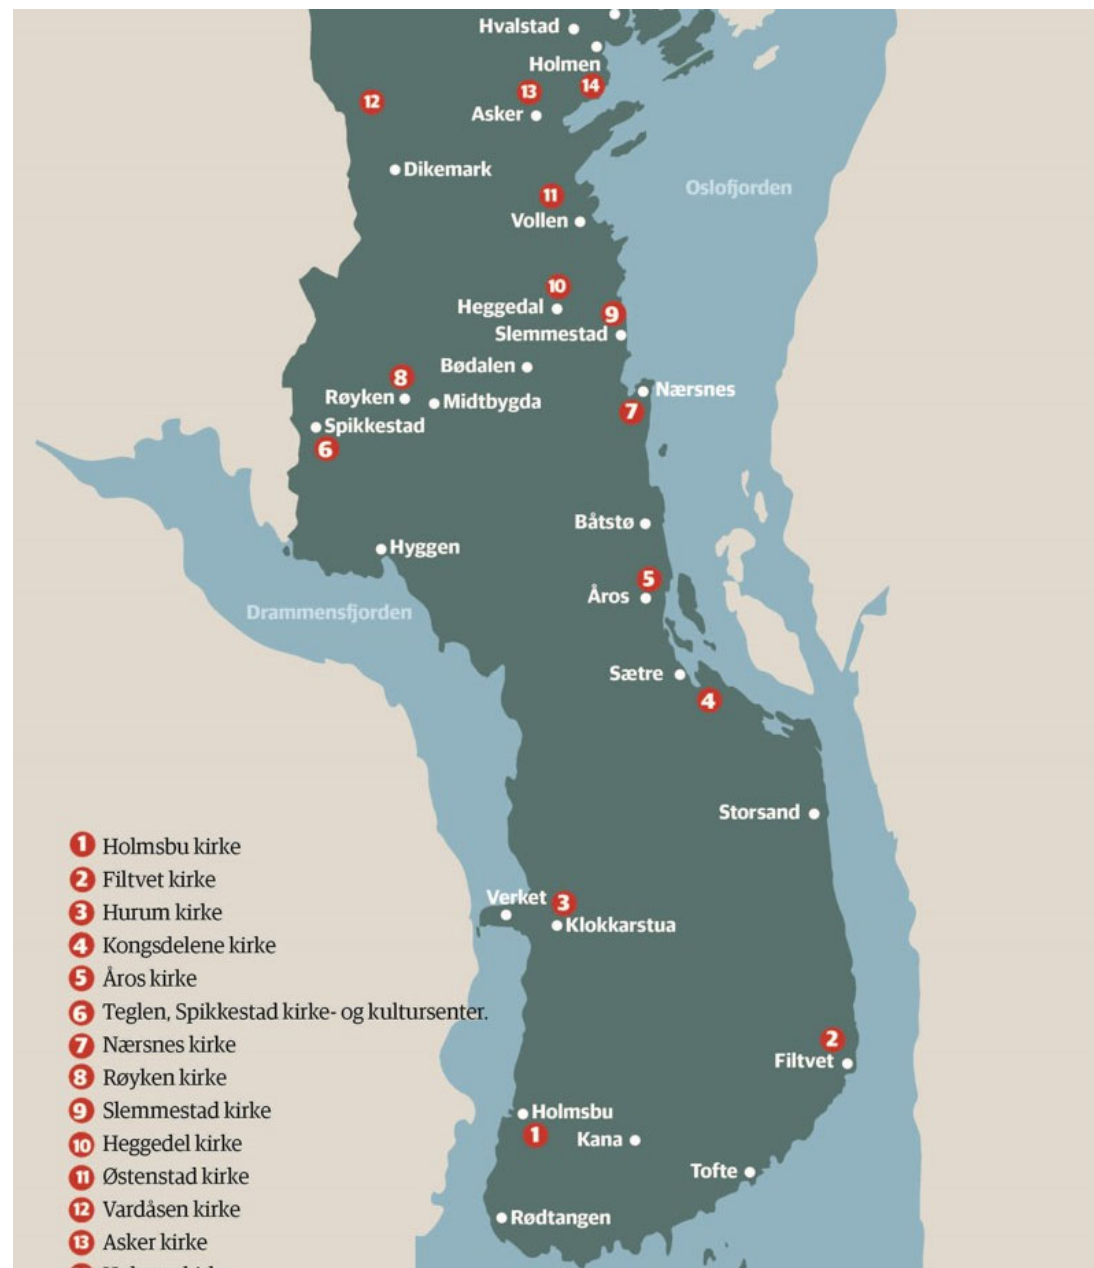 Hvalstad
Holmen
14
13
12
Asker
Dikemark
Oslofjorden
11
Vollen
10
Heggedal
9
Slemmestad
Bødalen
8
Røyken
Midtbygda
Nærsnes
7
Spikkestad
6
Båtstø
Hyggen
5
Åros
Drammensfjorden
Sætre
4
Storsand
Verket
3
Klokkarstua
2
Filtvet
Holmsbu
1
Kana
Tofte
Rødtangen
1 Holmsbu kirke
2 Filtvet kirke
3 Hurum kirke
4 Kongsdelene kirke
5 Åros kirke
6 Teglen, Spikkestad kirke- og kultursenter.
7 Nærsnes kirke
8 Røyken kirke
9 Slemmestad kirke
10 Heggedel kirke
11 Østenstad kirke
12 Vardåsen kirke
13 Asker kirke